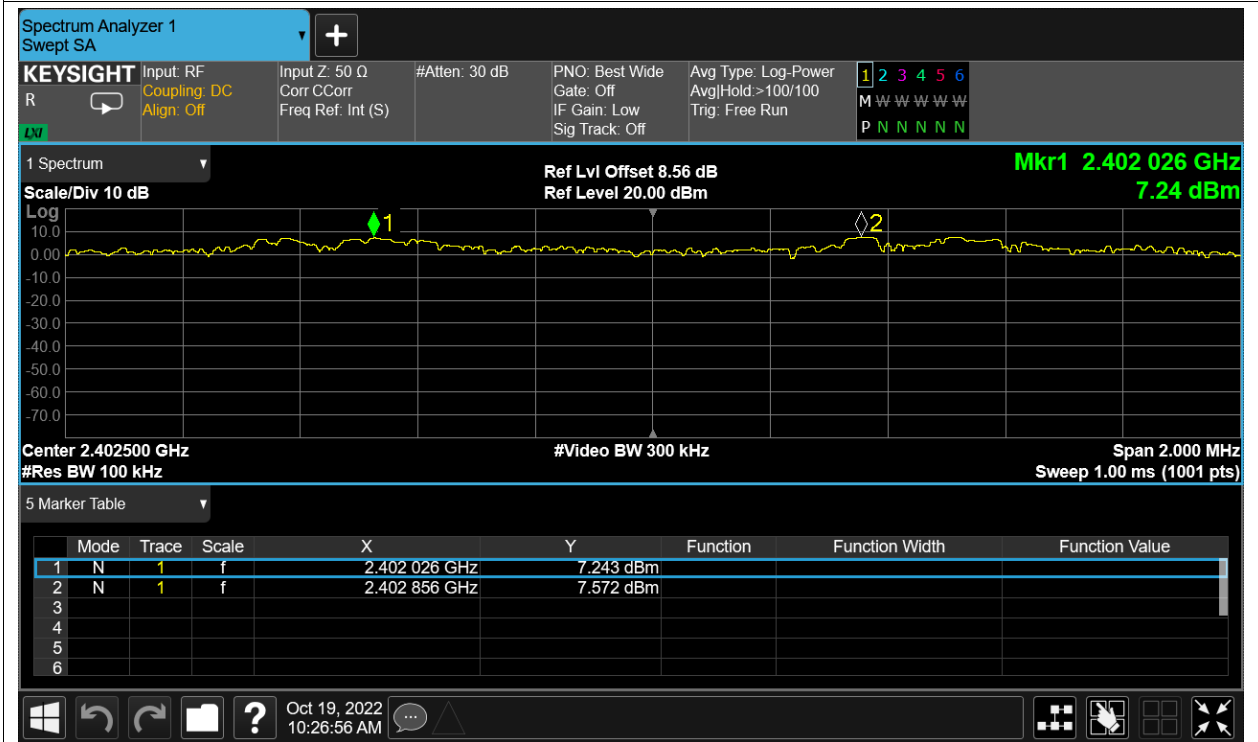 Spectrum Analyzer 1
Swept SA
+
KEYSIGHT
R
LXI
Input: RF
Coupling: DC
Align: Off
Input Z: 50 Ω
Corr CCorr
Freq Ref: Int (S)
#Atten: 30 dB
PNO: Best Wide
Gate: Off
IF Gain: Low
Sig Track: Off
Avg Type: Log-Power
Avg|Hold:>100/100
Trig: Free Run
1 2 3 4 5 6
M W W W W W
P N N N N N
1 Spectrum
Scale/Div 10 dB
Ref Lvl Offset 8.56 dB
Ref Level 20.00 dBm
Mkr1 2.402 026 GHz
7.24 dBm
Log
10.0
0.00
-10.0
-20.0
-30.0
-40.0
-50.0
-60.0
-70.0
1
2
Center 2.402500 GHz
#Res BW 100 kHz
#Video BW 300 kHz
Span 2.000 MHz
Sweep 1.00 ms (1001 pts)
5 Marker Table
Mode Trace Scale X Y Function Function Width Function Value
1 N 1 f 2.402 026 GHz 7.243 dBm
2 N 1 f 2.402 856 GHz 7.572 dBm
3
4
5
6
?
Oct 19, 2022
10:26:56 AM